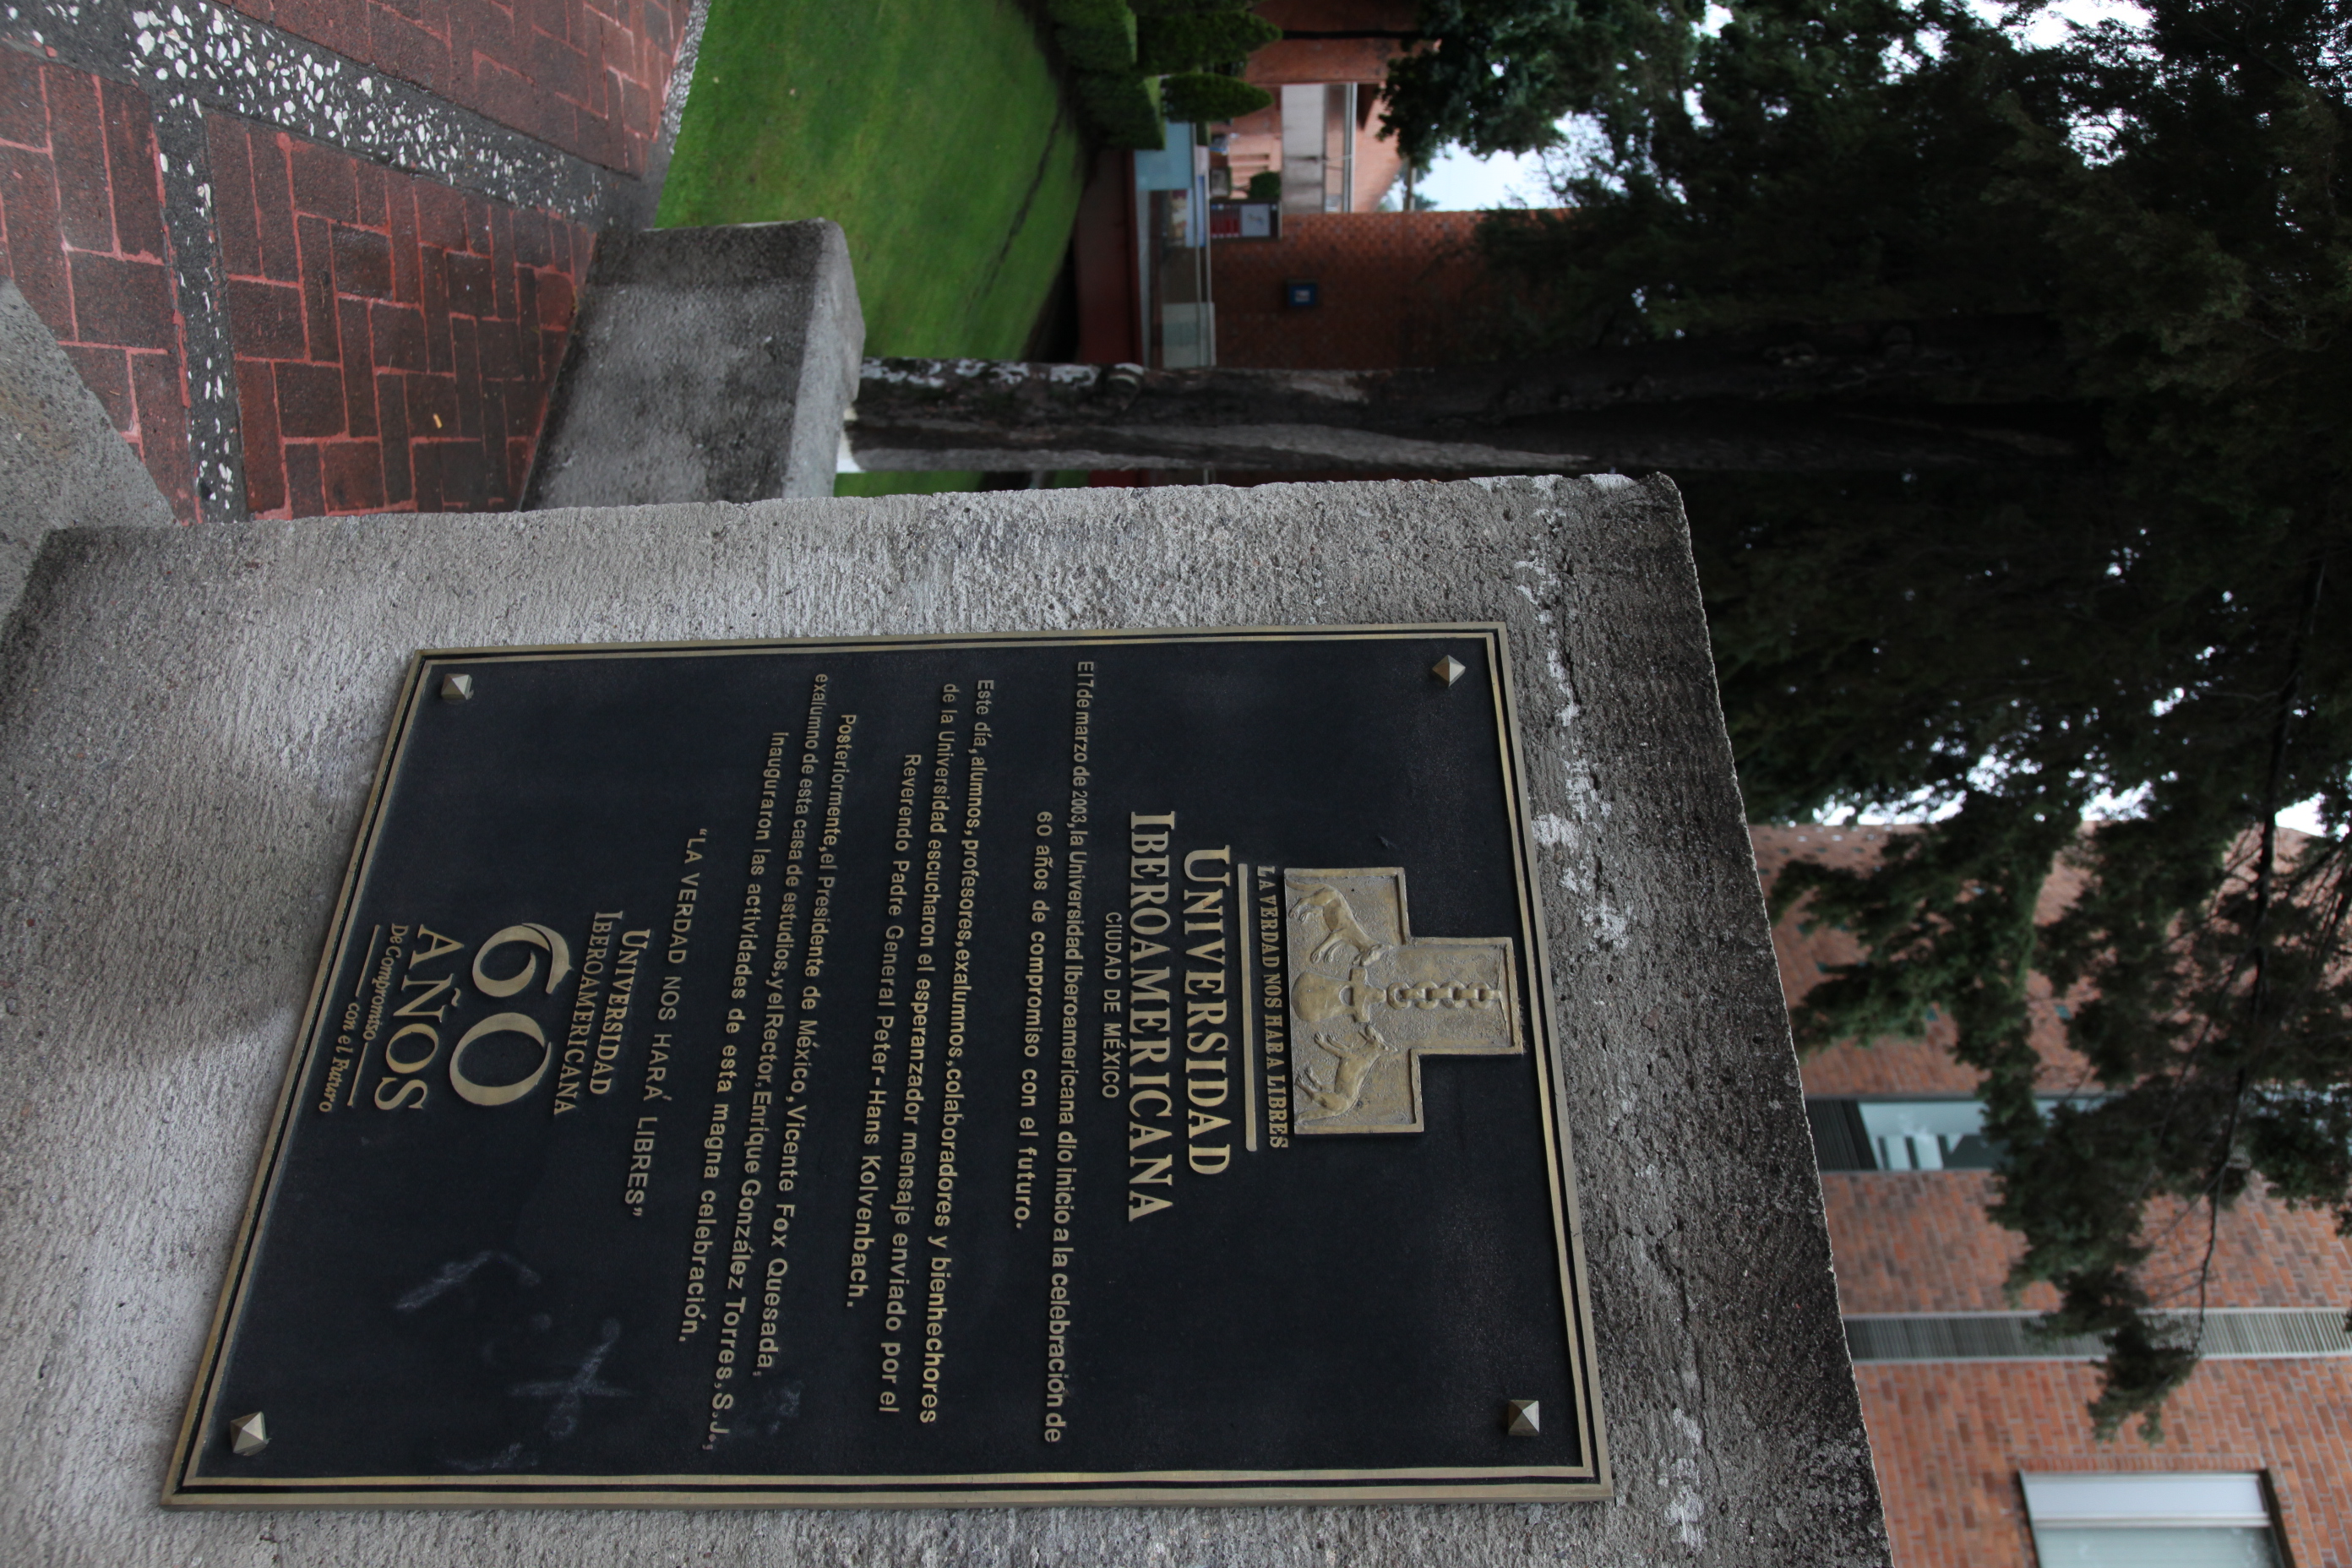 LA VERDAD NOS HARA LIBRES
UNIVERSIDAD
IBEROAMERICANA
CIUDAD DE MÉXICO
El 7 de marzo de 2003, la Universidad Iberoamericana dio inicio a la celebración de
60 años de compromiso con el futuro.
Este día, alumnos, profesores, exalumnos, colaboradores y bienhechores
de la Universidad escucharon el esperanzador mensaje enviado por el
Reverendo Padre General Peter-Hans Kolvenbach.
Posteriormente, el Presidente de México, Vicente Fox Quesada,
exalumno de esta casa de estudios, y el Rector, Enrique González Torres, S.J.,
inauguraron las actividades de esta magna celebración.
"LA VERDAD NOS HARÁ LIBRES"
UNIVERSIDAD
IBEROAMERICANA
60
AÑOS
De Compromiso
con el Futuro